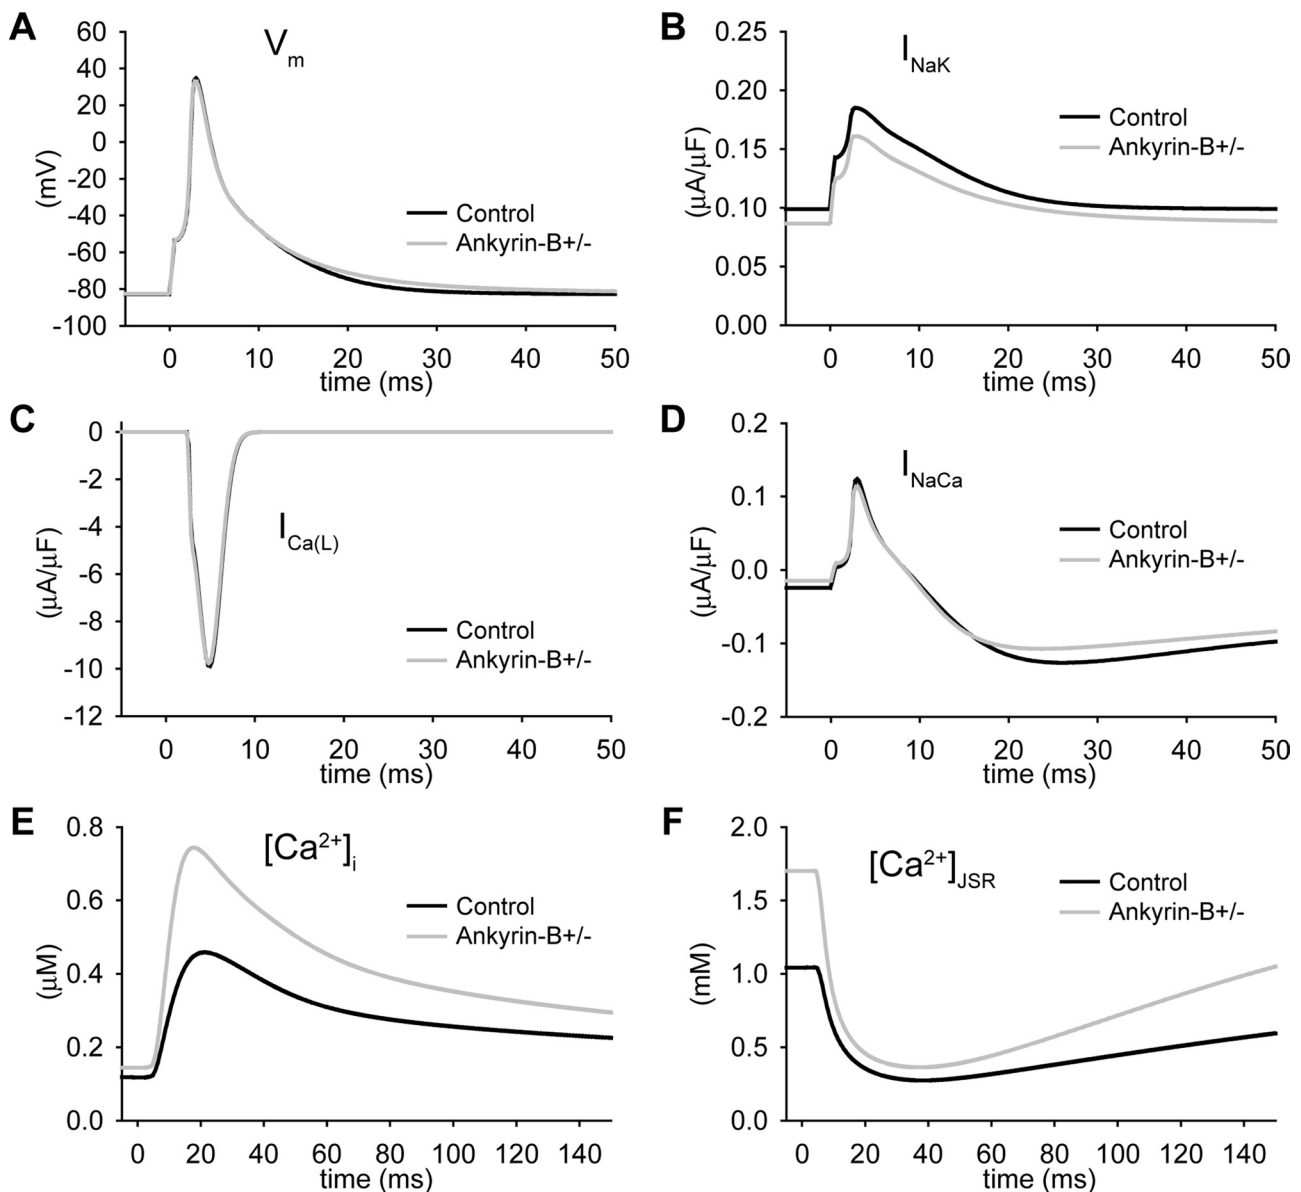 A
V_m
60
40
20
0
-20
-40
-60
-80
-100
(mV)
Control
Ankyrin-B+/-
0 10 20 30 40 50
time (ms)
B
I_NaK
0.25
0.20
0.15
0.10
0.05
0.00
(μA/μF)
Control
Ankyrin-B+/-
0 10 20 30 40 50
time (ms)
C
0
-2
-4
-6
-8
-10
-12
(μA/μF)
I_Ca(L)
Control
Ankyrin-B+/-
0 10 20 30 40 50
time (ms)
D
I_NaCa
0.2
0.1
0.0
-0.1
-0.2
(μA/μF)
Control
Ankyrin-B+/-
0 10 20 30 40 50
time (ms)
E
[Ca²⁺]_i
0.8
0.6
0.4
0.2
0.0
(μM)
Control
Ankyrin-B+/-
0 20 40 60 80 100 120 140
time (ms)
F
[Ca²⁺]_JSR
2.0
1.5
1.0
0.5
0.0
(mM)
Control
Ankyrin-B+/-
0 20 40 60 80 100 120 140
time (ms)